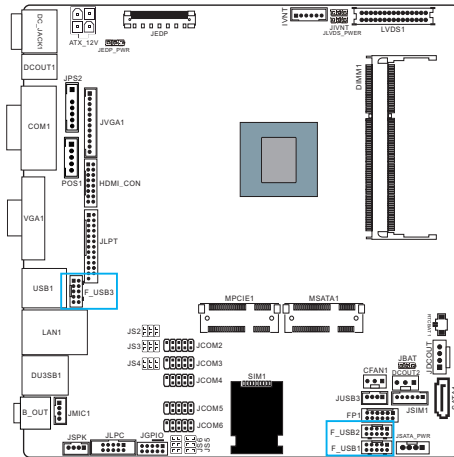 DC_JACK1
ATX_12V
JEDP
JEDP_PWR
IVNT
JIVNT
JLVDS_PWER
LVDS1
DCOUT1
JPS2
JVGA1
DIMM1
COM1
POS1
HDMI_CON
VGA1
JLPT
USB1
F_USB3
MPCIE1
MSATA1
LAN1
JS2
JS3
JS4
JCOM2
JCOM3
JCOM4
JCOM5
JCOM6
SIM1
JBAT
CFAN1
DCOUT2
JDCOUT
DU3SB1
JUSB3
JSIM1
SATA1
FP1
B_OUT
JMIC1
F_USB2
F_USB1
JSATA_PWR
JSPK
JLPC
JGPIO
JS5
JS6